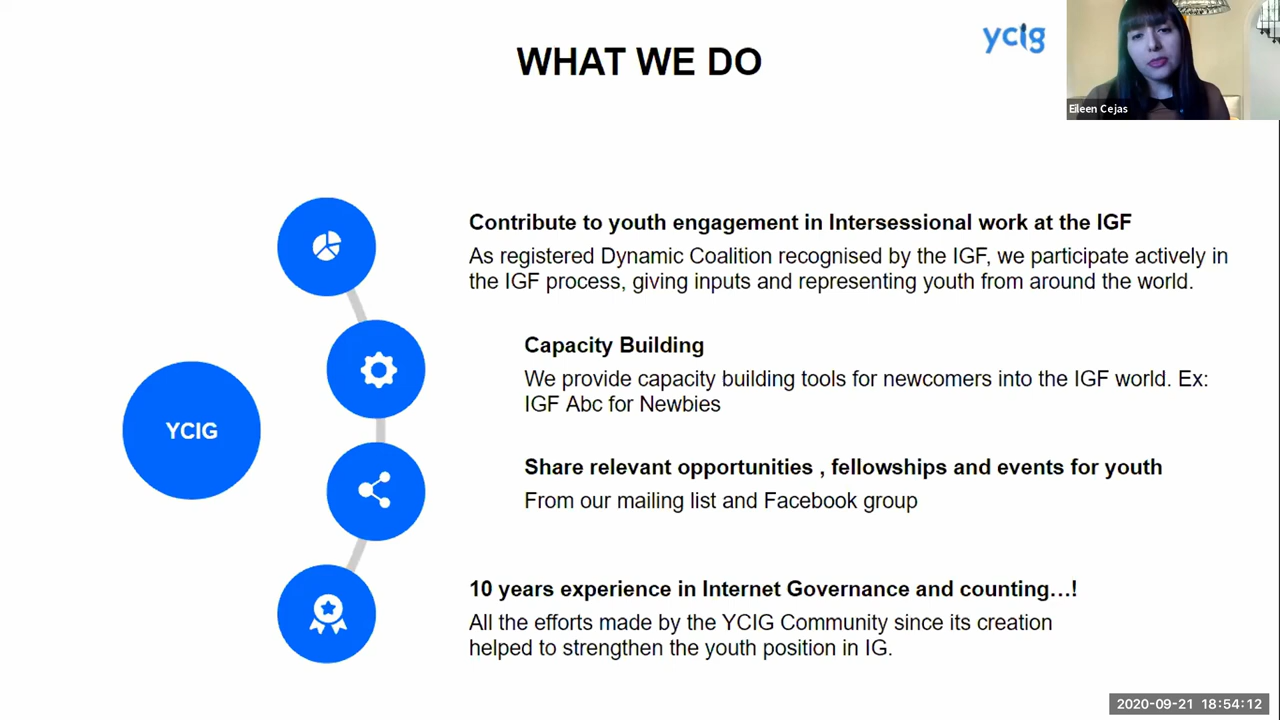 WHAT WE DO
ycig
Eileen Cejas
Contribute to youth engagement in Intersessional work at the IGF
As registered Dynamic Coalition recognised by the IGF, we participate actively in
the IGF process, giving inputs and representing youth from around the world.
Capacity Building
We provide capacity building tools for newcomers into the IGF world. Ex:
IGF Abc for Newbies
YCIG
Share relevant opportunities , fellowships and events for youth
From our mailing list and Facebook group
10 years experience in Internet Governance and counting...!
All the efforts made by the YCIG Community since its creation
helped to strengthen the youth position in IG.
2020-09-21 18:54:12